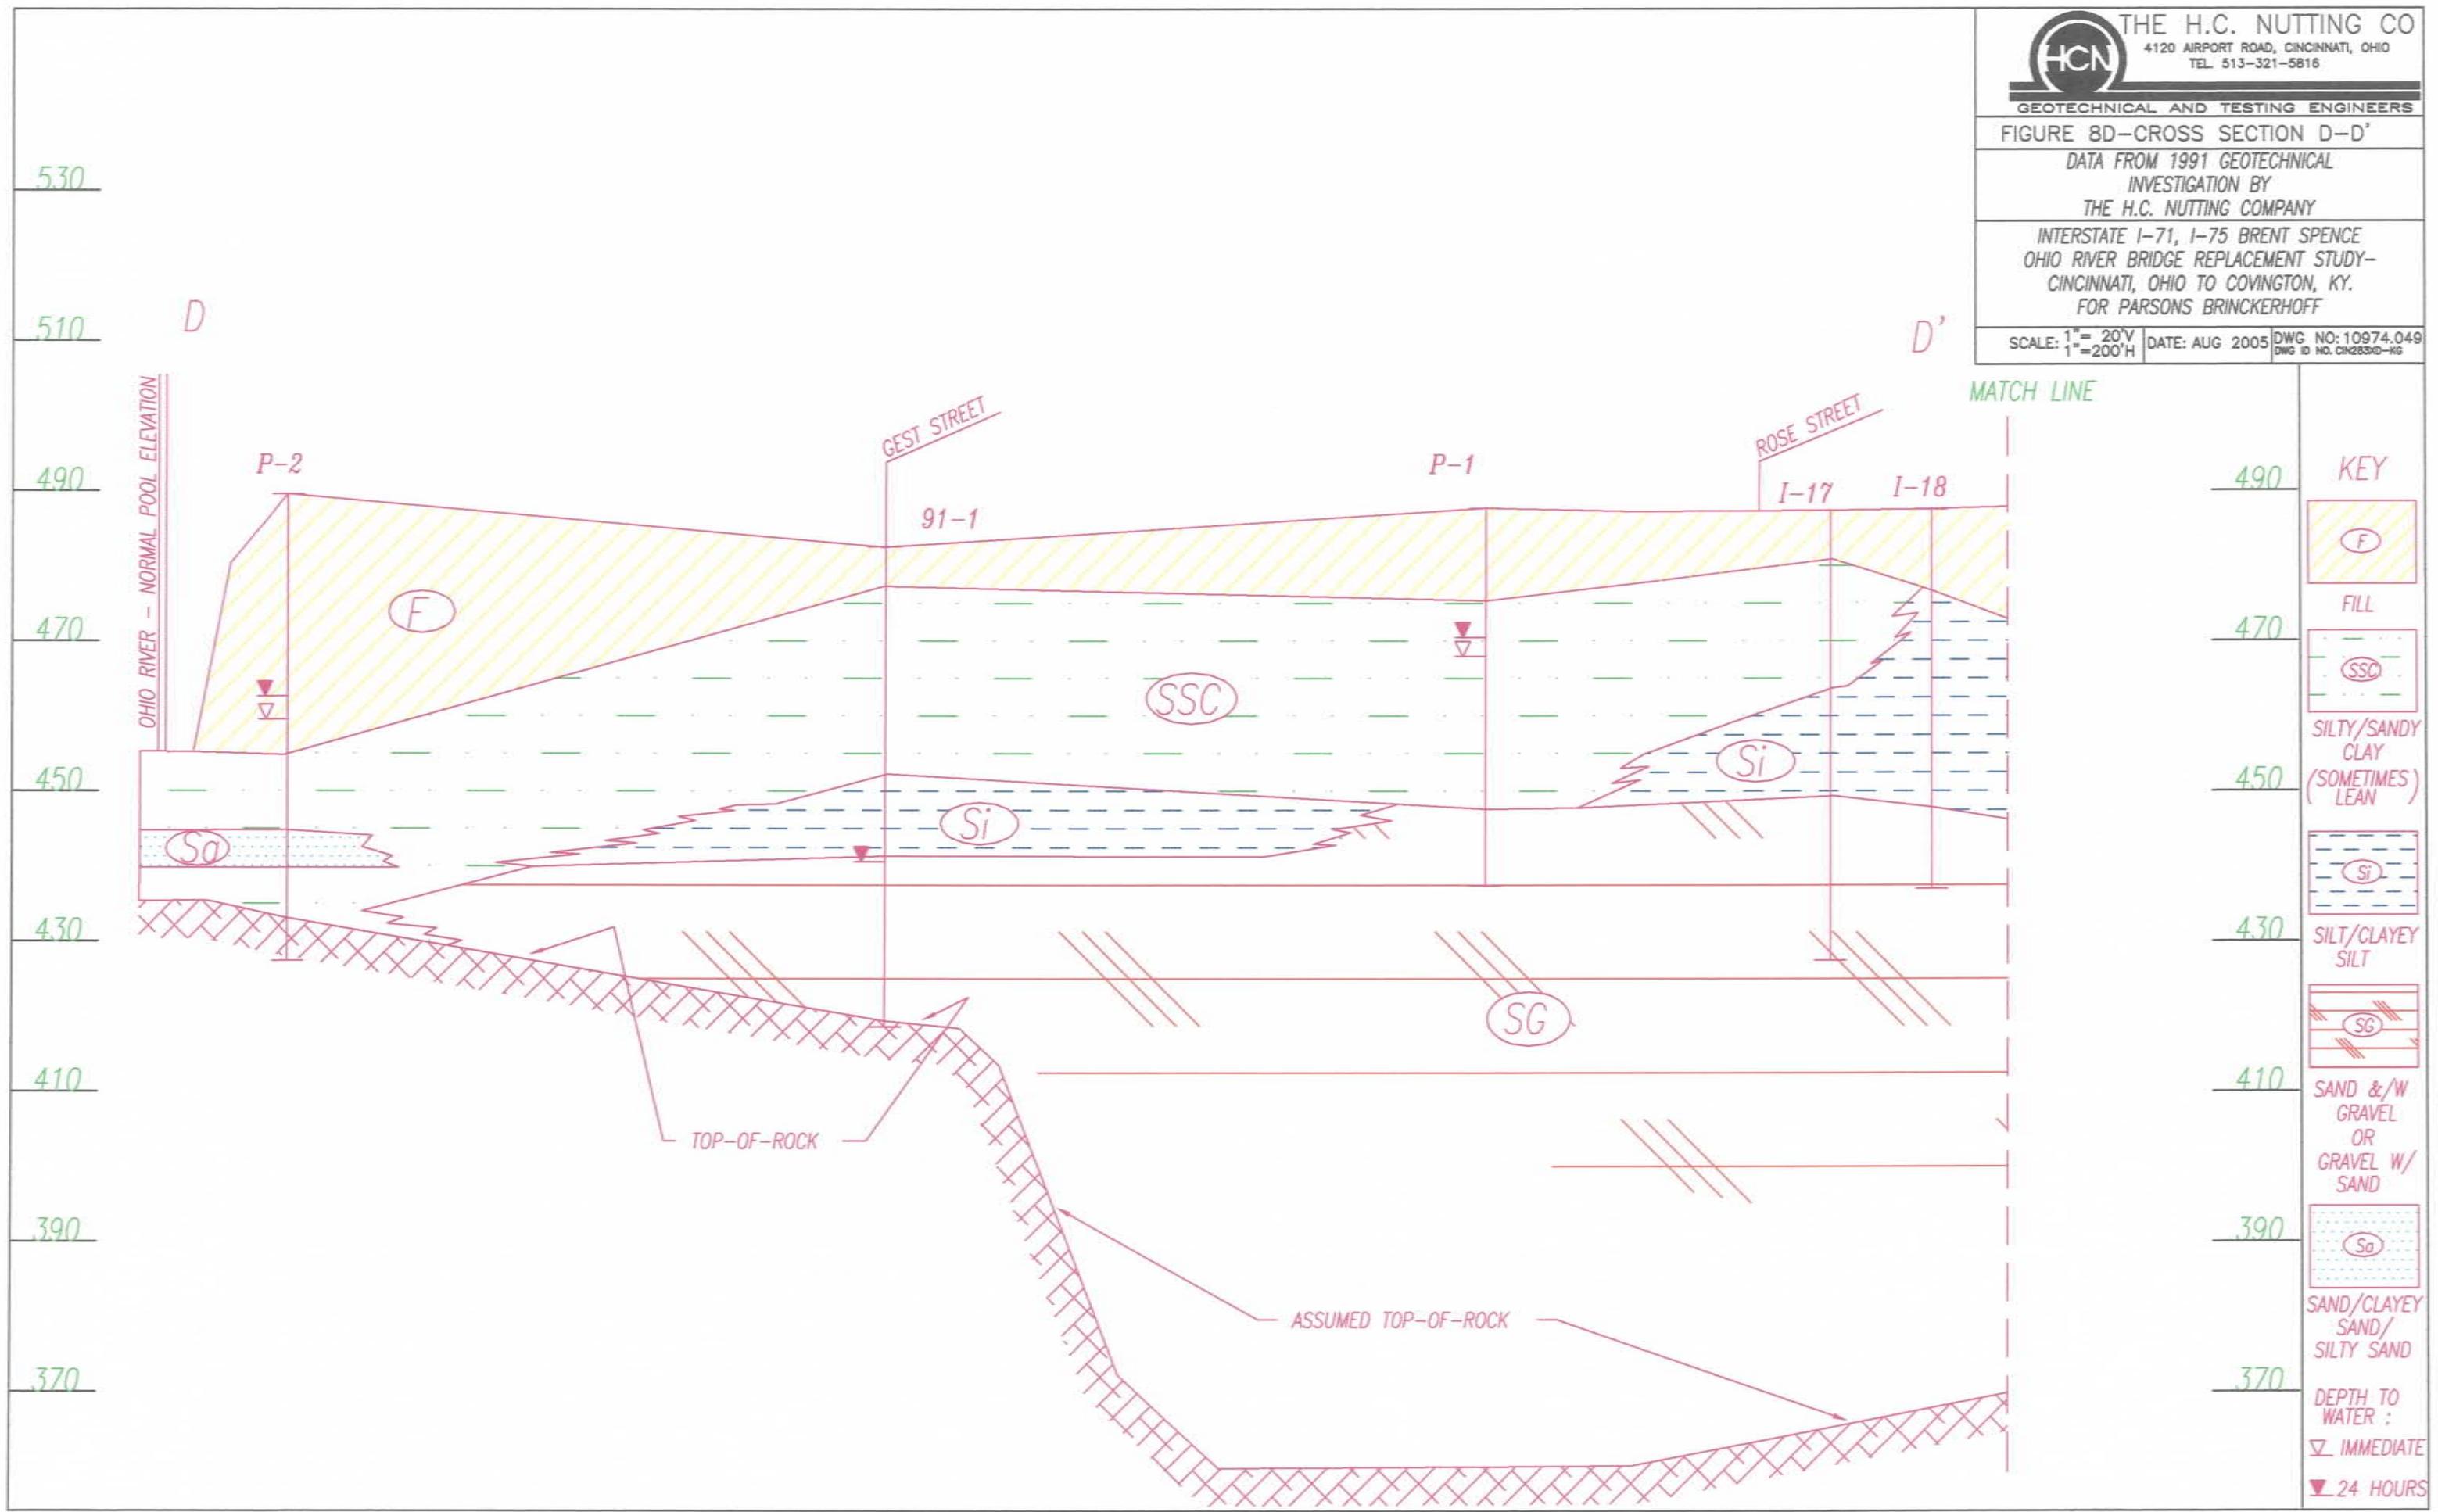 HCN
THE H.C. NUTTING CO
4120 AIRPORT ROAD, CINCINNATI, OHIO
TEL. 513-321-5816
GEOTECHNICAL AND TESTING ENGINEERS
FIGURE 8D-CROSS SECTION D-D'
DATA FROM 1991 GEOTECHNICAL
INVESTIGATION BY
THE H.C. NUTTING COMPANY
INTERSTATE I-71, I-75 BRENT SPENCE
OHIO RIVER BRIDGE REPLACEMENT STUDY-
CINCINNATI, OHIO TO COVINGTON, KY.
FOR PARSONS BRINCKERHOFF
SCALE: 1"= 20'V
1"=200'H
DATE: AUG 2005
DWG NO: 10974.049
DWG ID NO.
530
510
490
470
450
430
410
390
370
D
D'
OHIO RIVER - NORMAL POOL ELEVATION
P-2
GEST STREET
91-1
P-1
ROSE STREET
I-17
I-18
MATCH LINE
F
SSC
Si
Si
Sa
SG
TOP-OF-ROCK
ASSUMED TOP-OF-ROCK
490
470
450
430
410
390
370
KEY
F
FILL
SSC
SILTY/SANDY
CLAY
(SOMETIMES)
LEAN
Si
SILT/CLAYEY
SILT
SG
SAND &/W
GRAVEL
OR
GRAVEL W/
SAND
Sa
SAND/CLAYEY
SAND/
SILTY SAND
DEPTH TO
WATER :
IMMEDIATE
24 HOURS